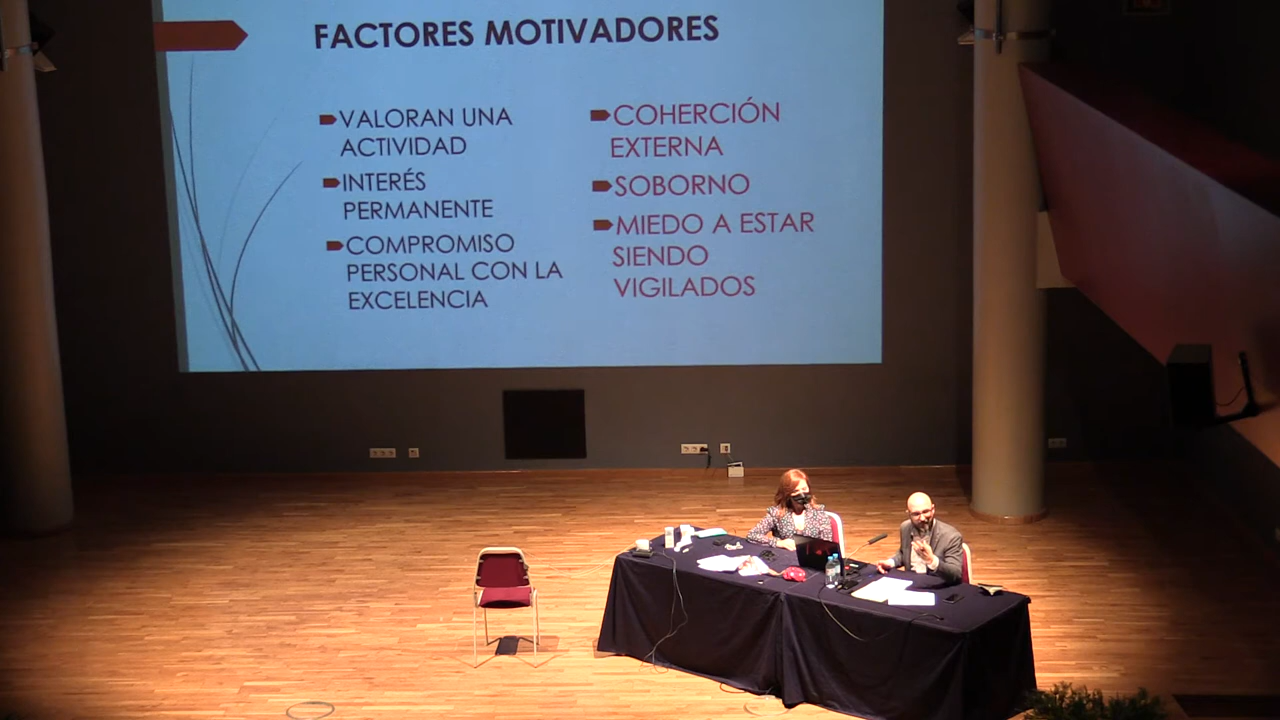 FACTORES MOTIVADORES
VALORAN UNA
ACTIVIDAD
INTERÉS
PERMANENTE
COMPROMISO
PERSONAL CON LA
EXCELENCIA
COHERCIÓN
EXTERNA
SOBORNO
MIEDO A ESTAR
SIENDO
VIGILADOS